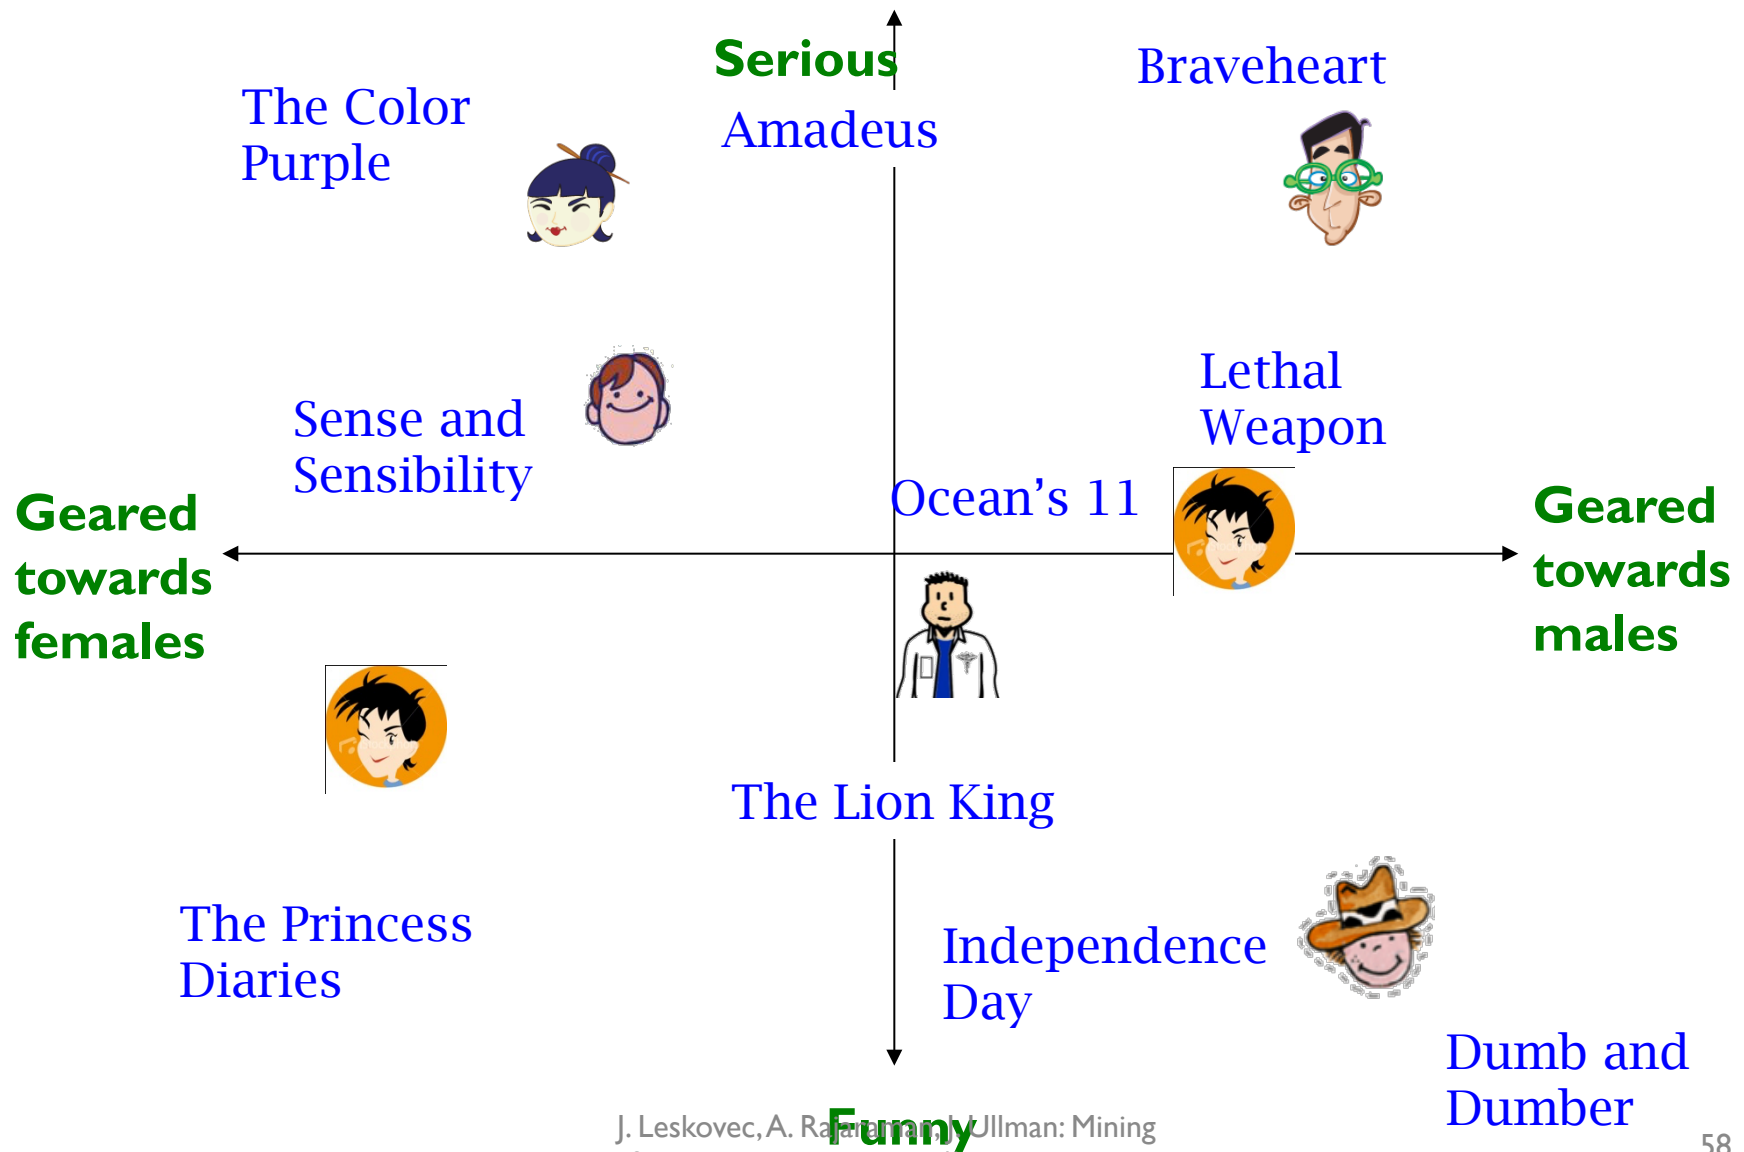 Serious
Braveheart
The Color
Purple
Amadeus
Lethal
Weapon
Sense and
Sensibility
Ocean’s 11
Geared
towards
females
Geared
towards
males
The Lion King
The Princess
Diaries
Independence
Day
Dumb and
Dumber
Funny
J. Leskovec, A. Rajaraman, J. Ullman: Mining
58